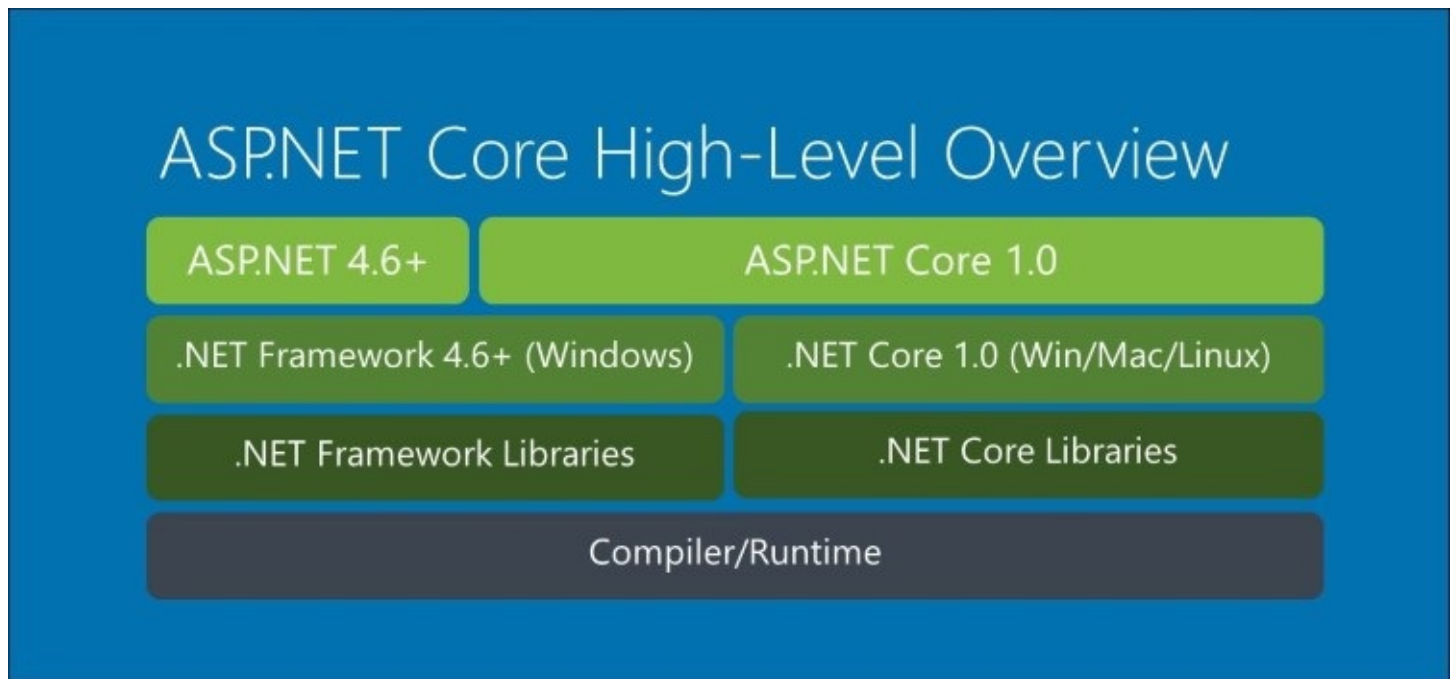 ASP.NET Core High-Level Overview
ASP.NET 4.6+
ASP.NET Core 1.0
.NET Framework 4.6+ (Windows)
.NET Core 1.0 (Win/Mac/Linux)
.NET Framework Libraries
.NET Core Libraries
Compiler/Runtime